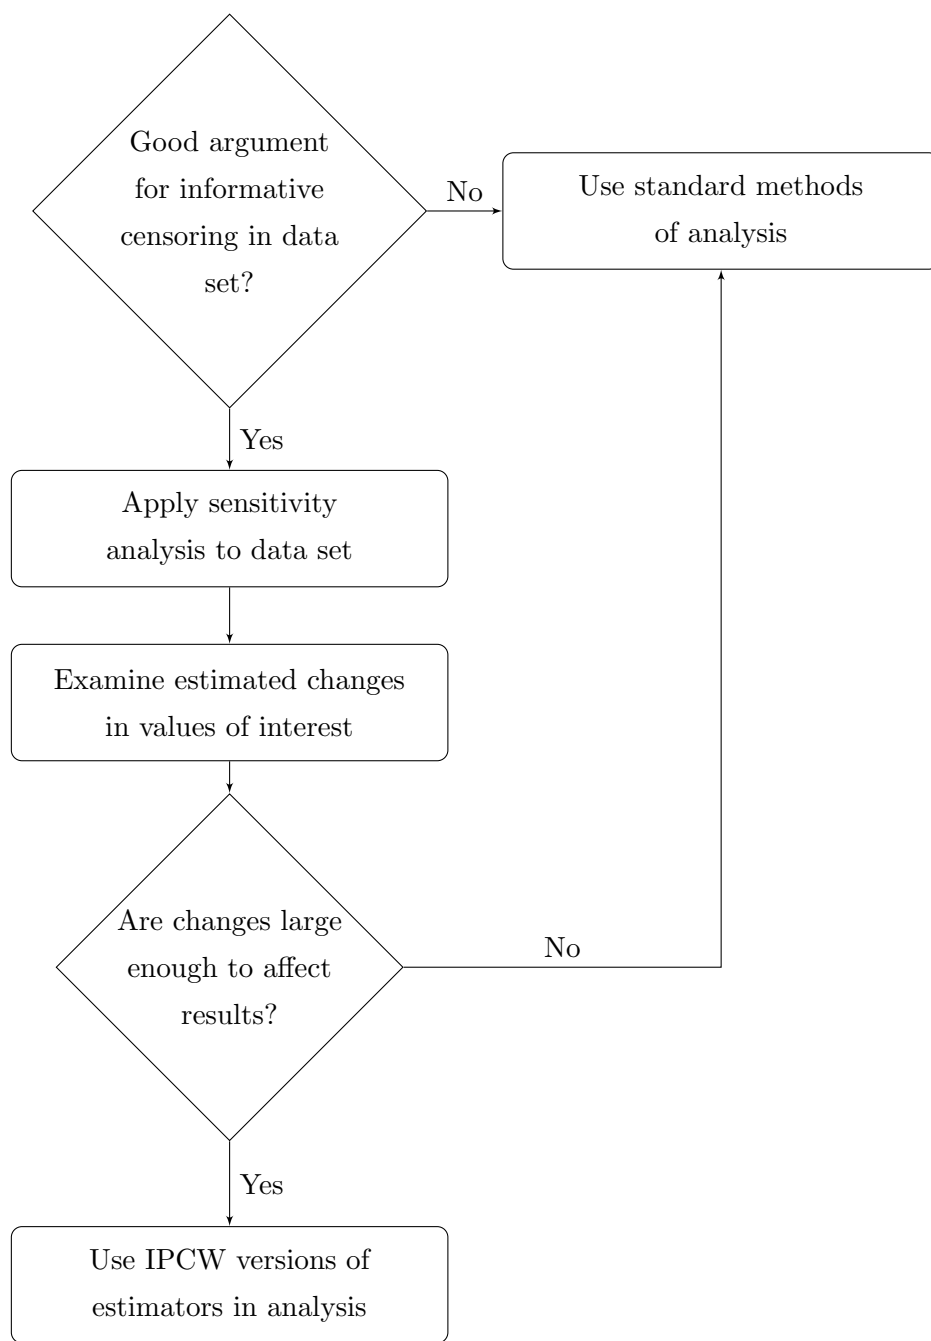 Good argument
for informative
censoring in data
set?
No
Use standard methods
of analysis
Yes
Apply sensitivity
analysis to data set
Examine estimated changes
in values of interest
Are changes large
enough to affect
results?
No
Yes
Use IPCW versions of
estimators in analysis